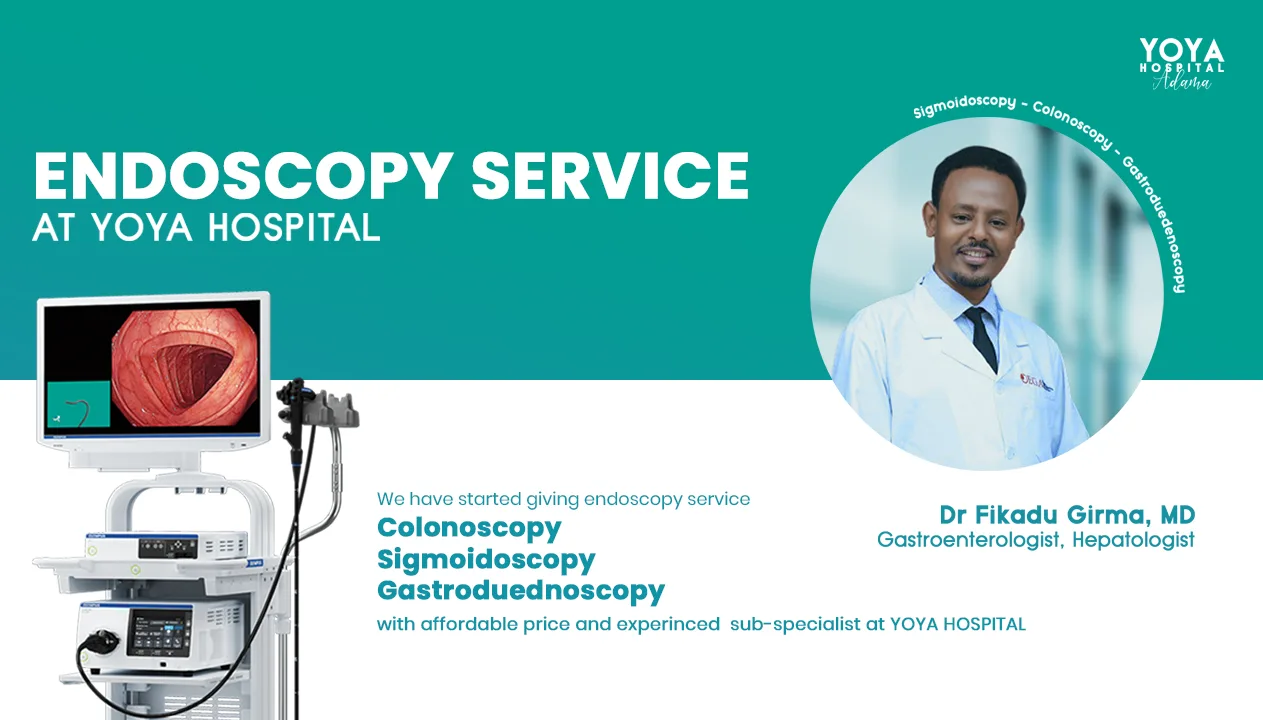 YOYA
HOSPITAL
Adama
Sigmoidoscopy - Colonoscopy - Gastroduedenoscopy
ENDOSCOPY SERVICE
AT YOYA HOSPITAL
We have started giving endoscopy service
Colonoscopy
Sigmoidoscopy
Gastroduednoscopy
with affordable price and experinced sub-specialist at YOYA HOSPITAL
Dr Fikadu Girma, MD
Gastroenterologist, Hepatologist
OLYMPUS